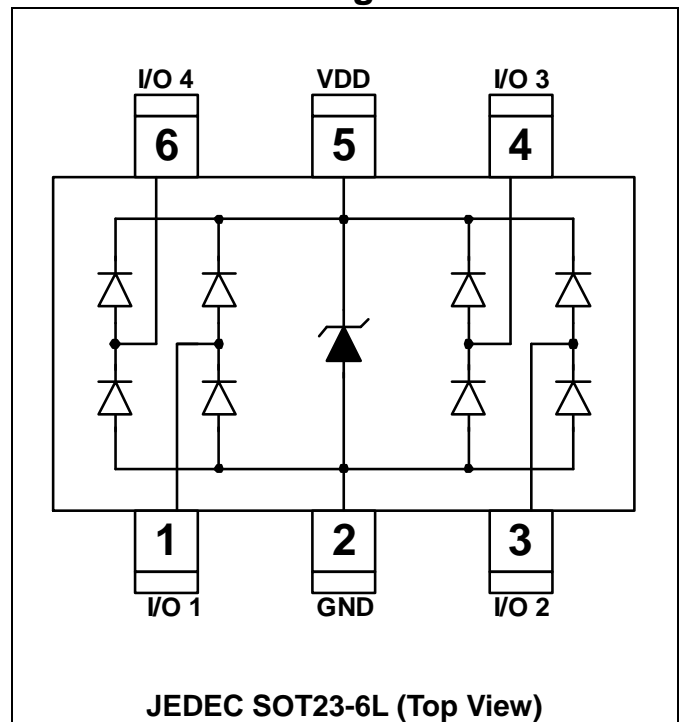 I/O 4 VDD I/O 3
6 5 4
1 2 3
I/O 1 GND I/O 2
JEDEC SOT23-6L (Top View)